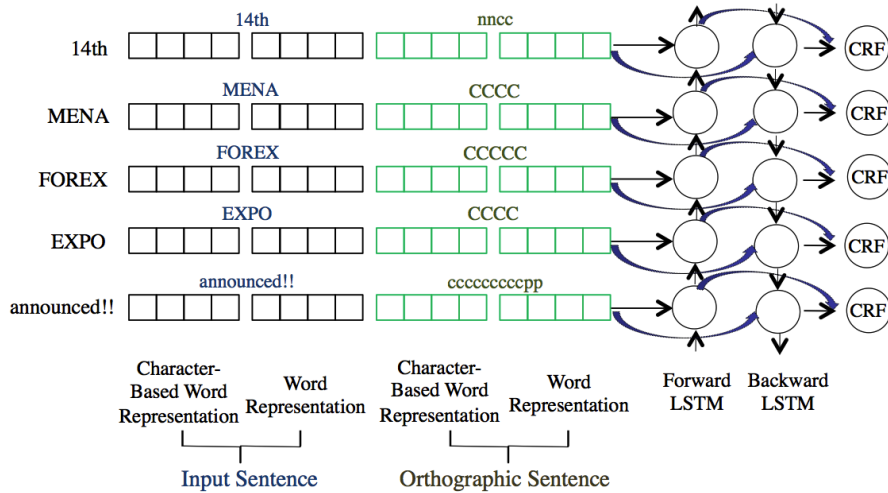 14th 14th nncc CRF
MENA MENA CCCC CRF
FOREX FOREX CCCCC CRF
EXPO EXPO CCCC CRF
announced!! announced!! cccccccccpp CRF
Character-
Based Word
Representation
Word
Representation
Character-
Based Word
Representation
Word
Representation
Forward
LSTM
Backward
LSTM
Input Sentence
Orthographic Sentence